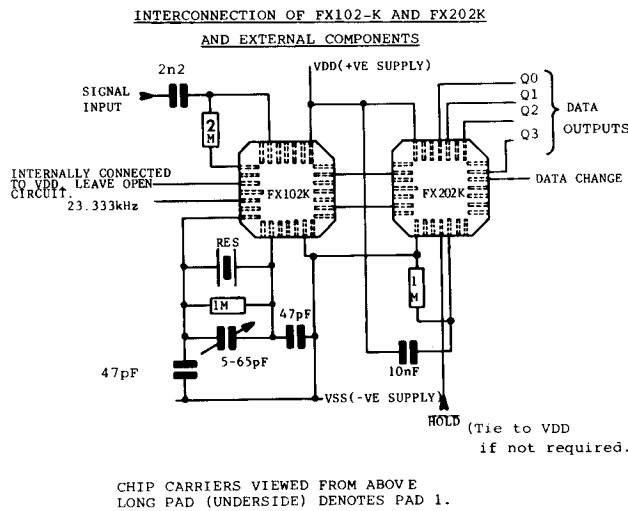 INTERCONNECTION OF FX102-K AND FX202K
AND EXTERNAL COMPONENTS
2n2
VDD(+VE SUPPLY)
SIGNAL
INPUT
Q0
Q1
Q2
Q3
DATA
OUTPUTS
2
M
INTERNALLY CONNECTED
TO VDD, LEAVE OPEN
CIRCUIT.
FX102K
FX202K
DATA CHANGE
23.333kHz
RES
1M
47pF
1
M
5-65pF
47pF
10nF
VSS(-VE SUPPLY)
HOLD
(Tie to VDD
if not required.
CHIP CARRIERS VIEWED FROM ABOVE
LONG PAD (UNDERSIDE) DENOTES PAD 1.